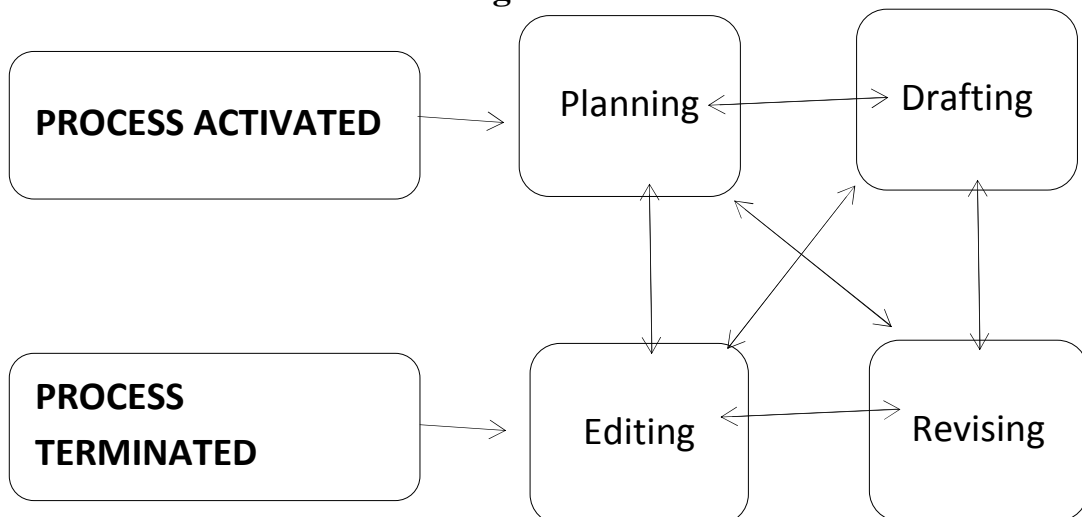 PROCESS ACTIVATED
Planning
Drafting
PROCESS
TERMINATED
Editing
Revising